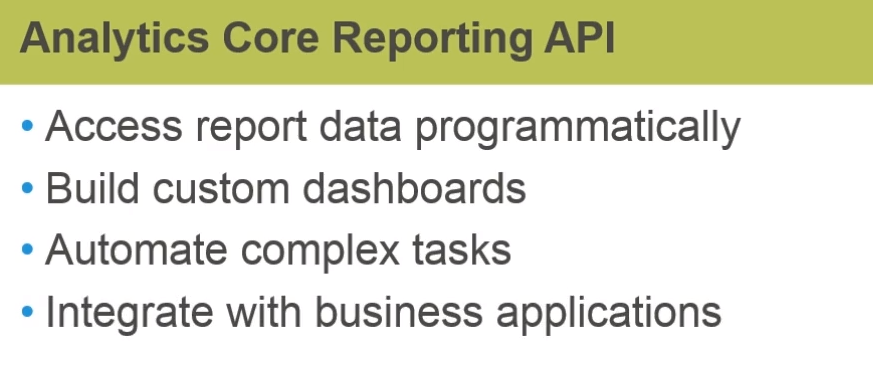 Analytics Core Reporting API
• Access report data programmatically
• Build custom dashboards
• Automate complex tasks
• Integrate with business applications